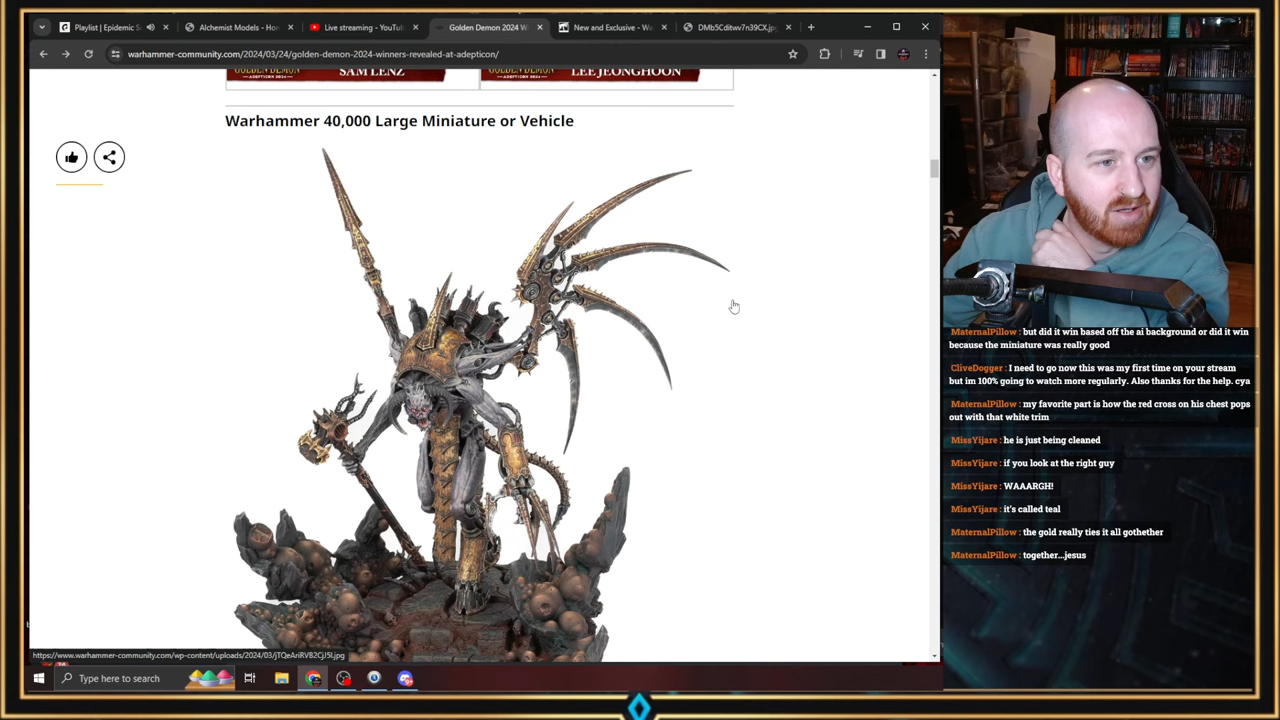 Playlist | Epidemic S
Alchemist Models - Ho
Live streaming - YouTu
Golden Demon 2024 W
New and Exclusive - Wa
DMb5Cditw7n39CX.jp
warhammer-community.com/2024/03/24/golden-demon-2024-winners-revealed-at-adepticon/
SAM LENZ
LEE JEONGHOON
Warhammer 40,000 Large Miniature or Vehicle
MaternalPillow : but did it win based off the ai background or did it win
because the miniature was really good
CliveDogger : I need to go now this was my first time on your stream
but im 100% going to watch more regularly. Also thanks for the help. cya
MaternalPillow : my favorite part is how the red cross on his chest pops
out with that white trim
MissYijare : he is just being cleaned
MissYijare : if you look at the right guy
MissYijare : WAAARGH!
MissYijare : it's called teal
MaternalPillow : the gold really ties it all gothether
MaternalPillow : together...jesus
https://www.warhammer-community.com/wp-content/uploads/2024/03/jTQeAriRVB2CjJ5l.jpg
Type here to search